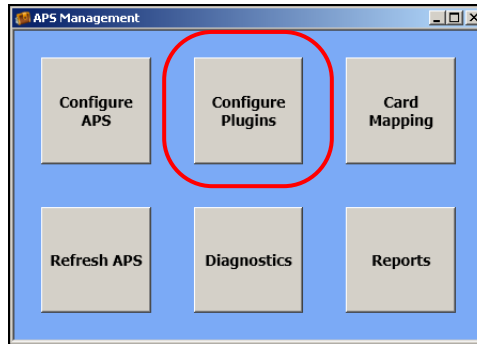 APS Management
Configure
APS
Configure
Plugins
Card
Mapping
Refresh APS
Diagnostics
Reports